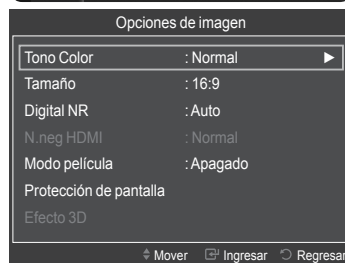 Opciones de imagen
Tono Color : Normal ►
Tamaño : 16:9
Digital NR : Auto
N.neg HDMI : Normal
Modo película : Apagado
Protección de pantalla
Efecto 3D
Mover Ingresar Regresar